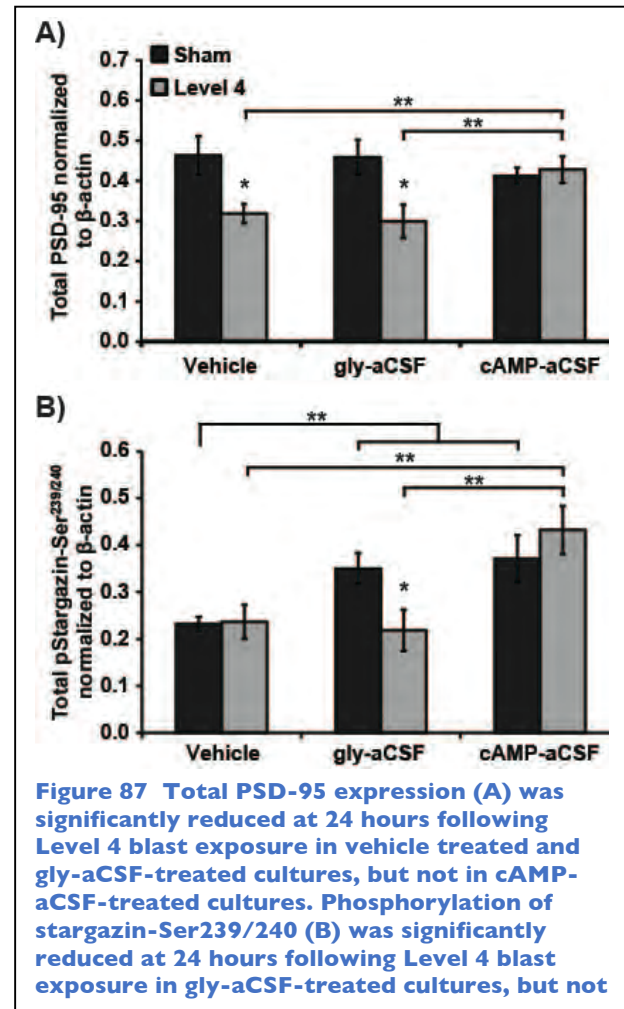 A)
Sham
Level 4
Total PSD-95 normalized
to β-actin
0.7
0.6
0.5
0.4
0.3
0.2
0.1
0.0
**
**
*
*
Vehicle gly-aCSF cAMP-aCSF
B)
Total pStargazin-Ser239/240
normalized to β-actin
0.6
0.5
0.4
0.3
0.2
0.1
0.0
**
**
**
*
Vehicle gly-aCSF cAMP-aCSF
Figure 87 Total PSD-95 expression (A) was
significantly reduced at 24 hours following
Level 4 blast exposure in vehicle treated and
gly-aCSF-treated cultures, but not in cAMP-
aCSF-treated cultures. Phosphorylation of
stargazin-Ser239/240 (B) was significantly
reduced at 24 hours following Level 4 blast
exposure in gly-aCSF-treated cultures, but not